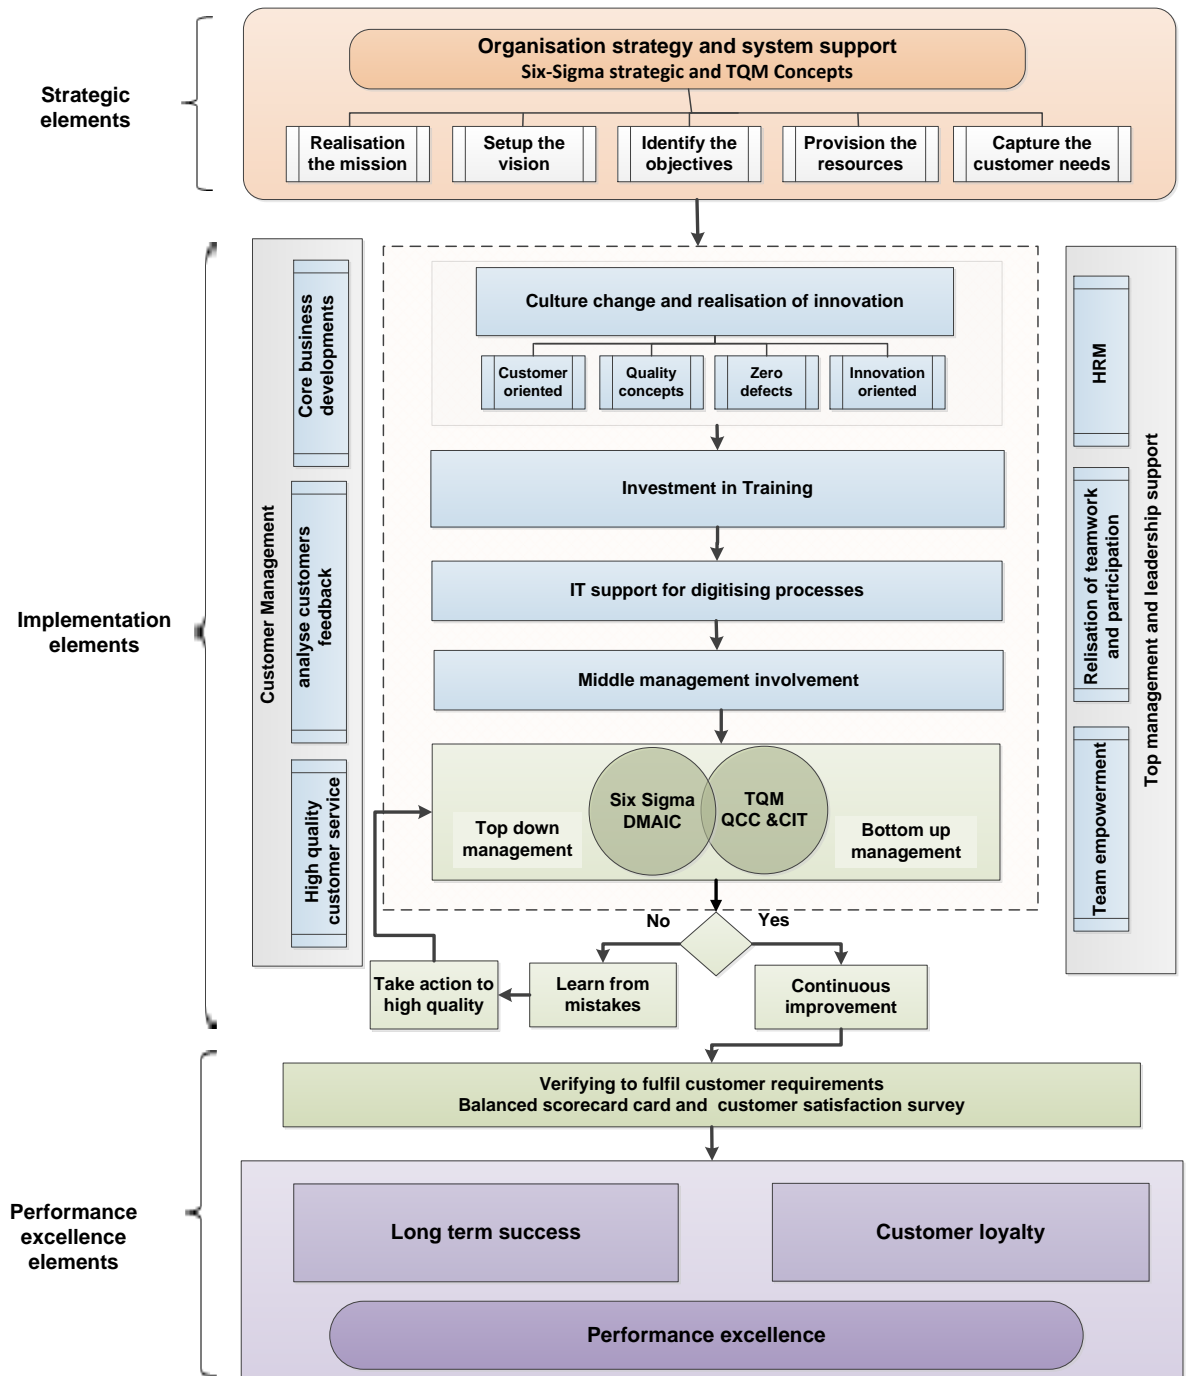 Strategic
elements
Organisation strategy and system support
Six-Sigma strategic and TQM Concepts
Realisation
the mission
Setup the
vision
Identify the
objectives
Provision the
resources
Capture the
customer needs
Implementation
elements
Customer Management
Core business
developments
analyse customers
feedback
High quality
customer service
Culture change and realisation of innovation
Customer
oriented
Quality
concepts
Zero
defects
Innovation
oriented
Investment in Training
IT support for digitising processes
Middle management involvement
Top down
management
Six Sigma
DMAIC
TQM
QCC &CIT
Bottom up
management
HRM
Relisation of teamwork
and participation
Team empowerment
Top management and leadership support
No
Yes
Take action to
high quality
Learn from
mistakes
Continuous
improvement
Performance
excellence
elements
Verifying to fulfil customer requirements
Balanced scorecard card and  customer satisfaction survey
Long term success
Customer loyalty
Performance excellence